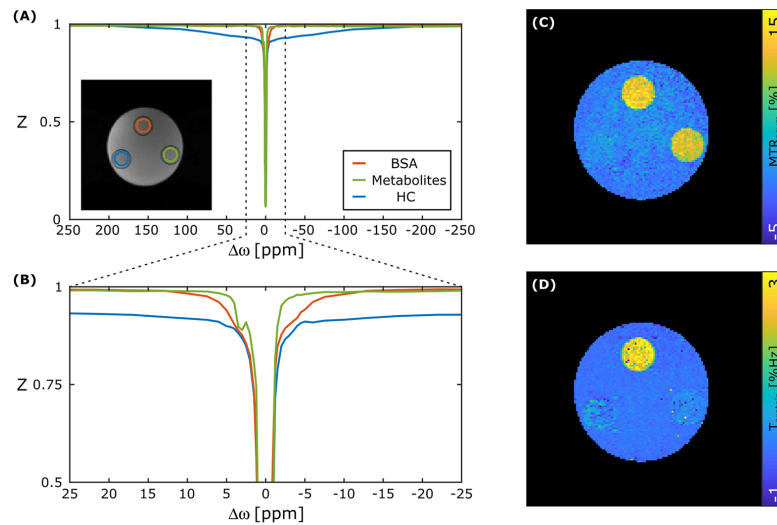 (A)
1
0.5
0
Z
BSA
Metabolites
HC
250 200 150 100 50 0 -50 -100 -150 -200 -250
Δω [ppm]
(B)
1
0.75
0.5
Z
25 20 15 10 5 0 -5 -10 -15 -20 -25
Δω [ppm]
(C)
15
[%]
-5
(D)
3
[%Hz]
-1